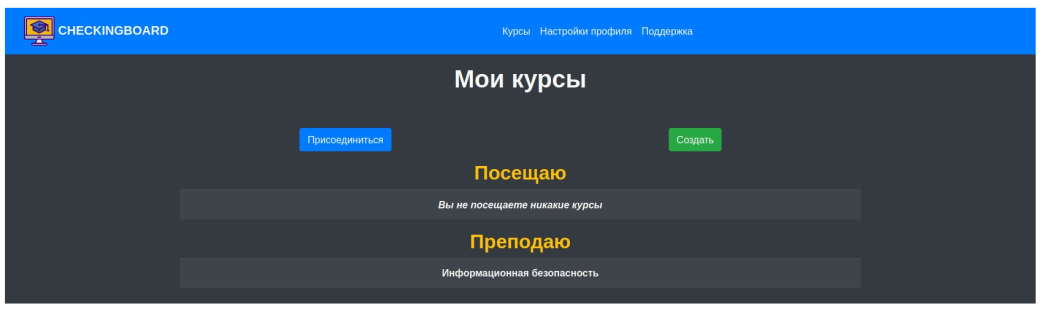 CHECKINGBOARD
Курсы Настройки профиля Поддержка
Мои курсы
Присоединиться Создать
Посещаю
Вы не посещаете никакие курсы
Преподаю
Информационная безопасность